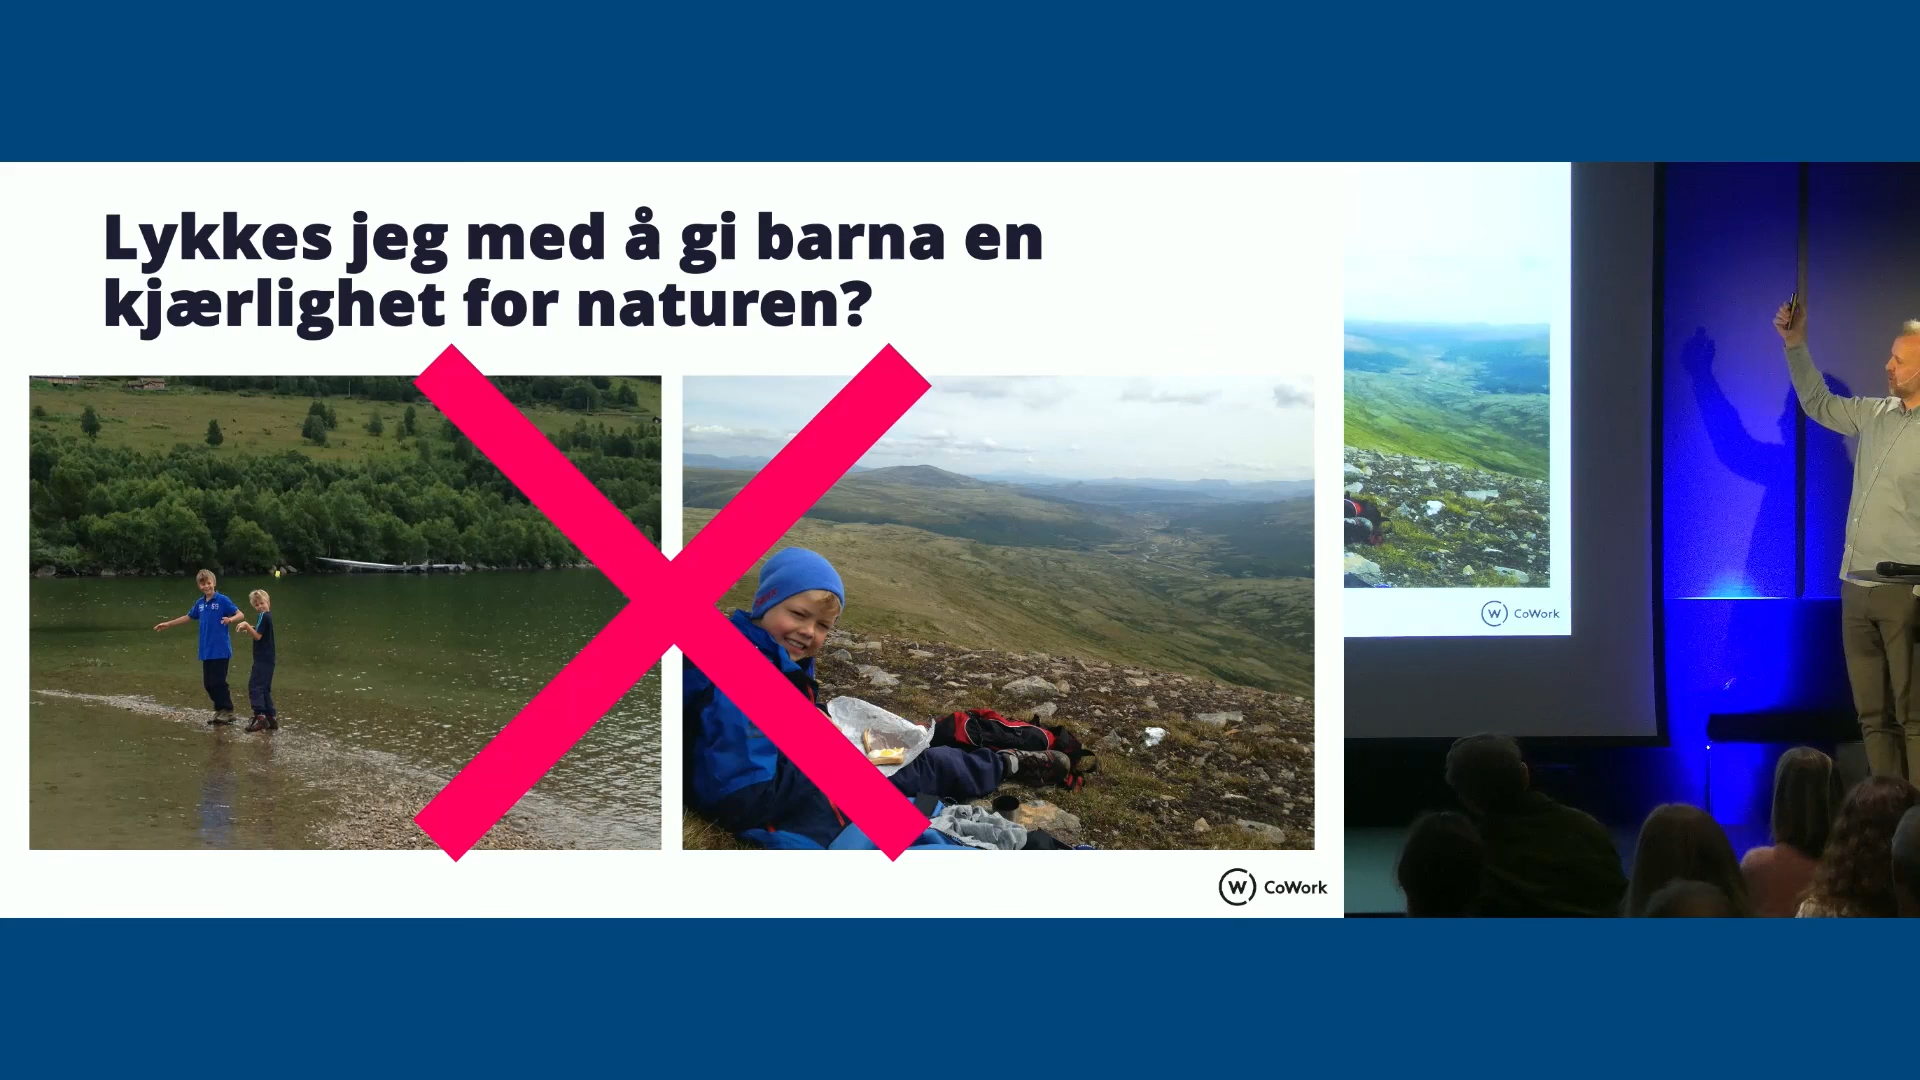 Lykkes jeg med å gi barna en
kjærlighet for naturen?
W CoWork
W CoWork